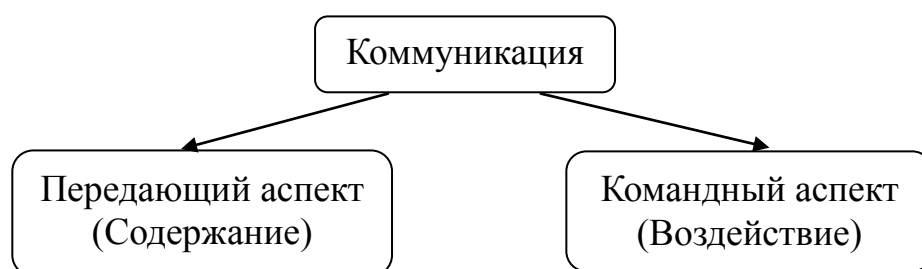 Коммуникация
Передающий аспект
(Содержание)
Командный аспект
(Воздействие)